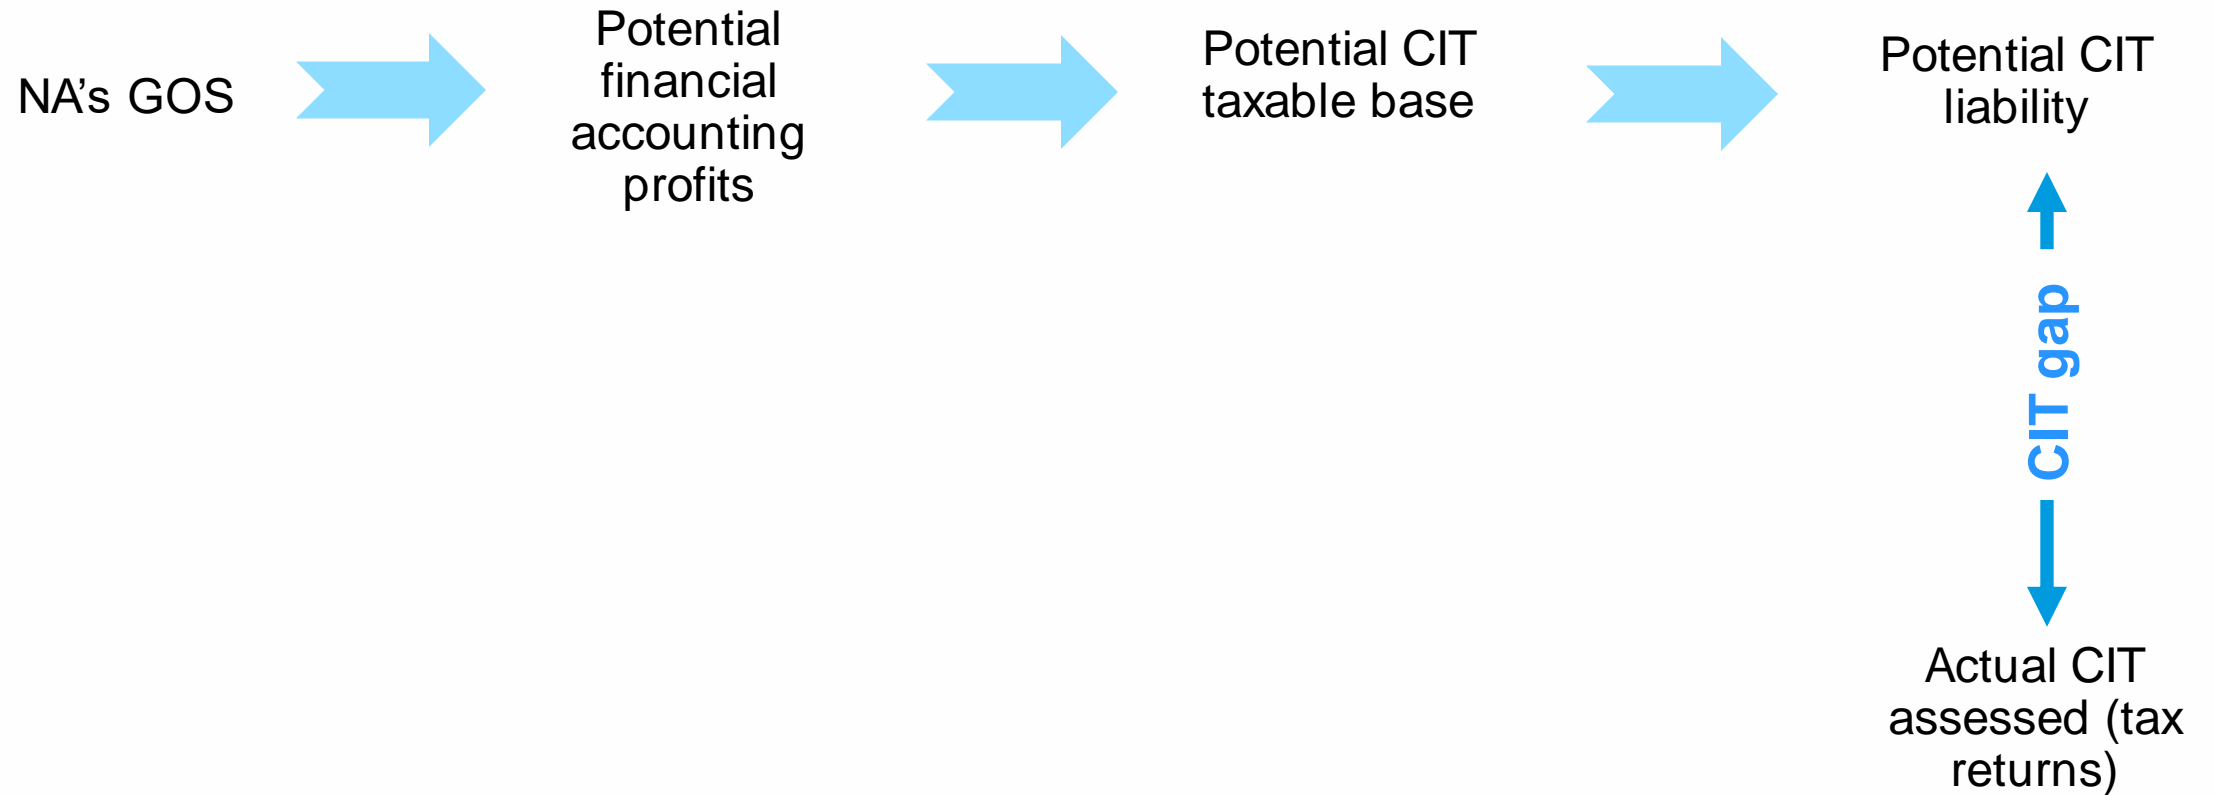 NA's GOS
Potential
financial
accounting
profits
Potential CIT
taxable base
Potential CIT
liability
CIT gap
Actual CIT
assessed (tax
returns)